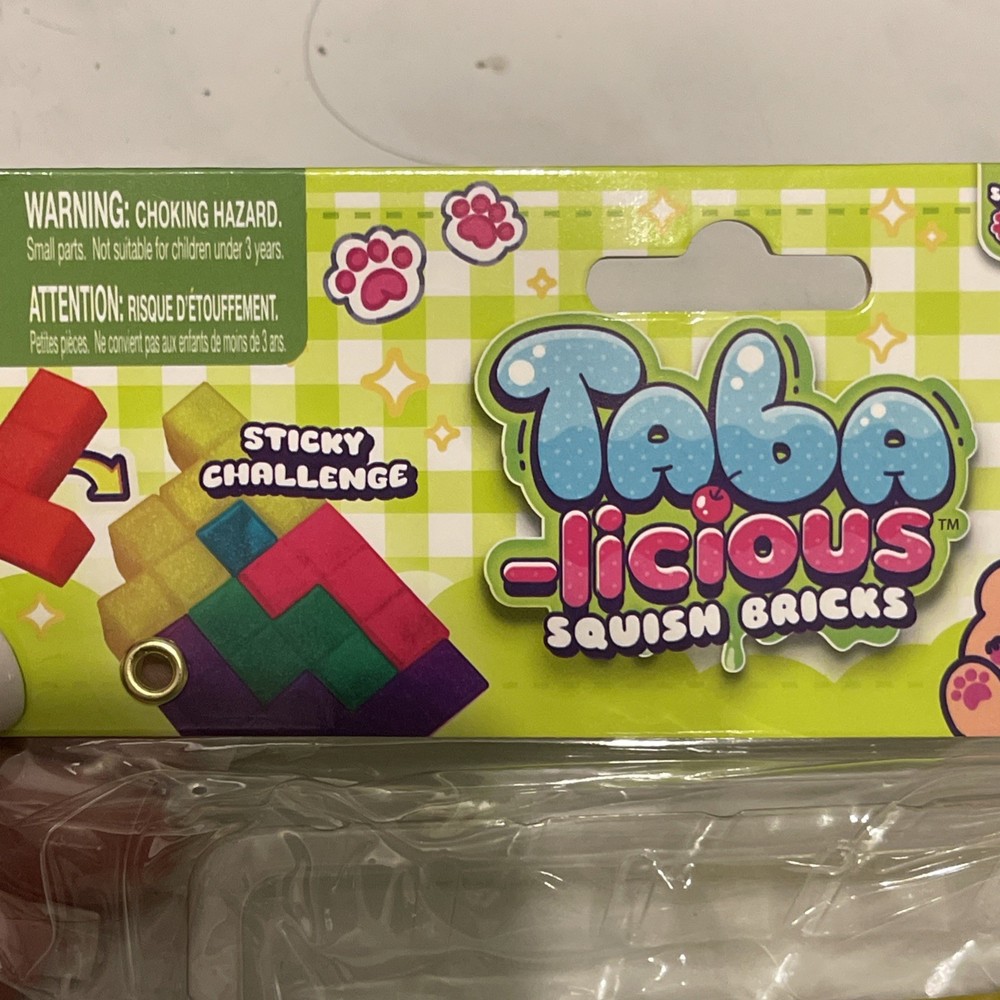 WARNING: CHOKING HAZARD.
Small parts. Not suitable for children under 3 years.
ATTENTION: RISQUE D'ÉTOUFFEMENT.
Petites pièces. Ne convient pas aux enfants de moins de 3 ans.
STICKY
CHALLENGE
Taba
-licious™
SQUISH BRICKS